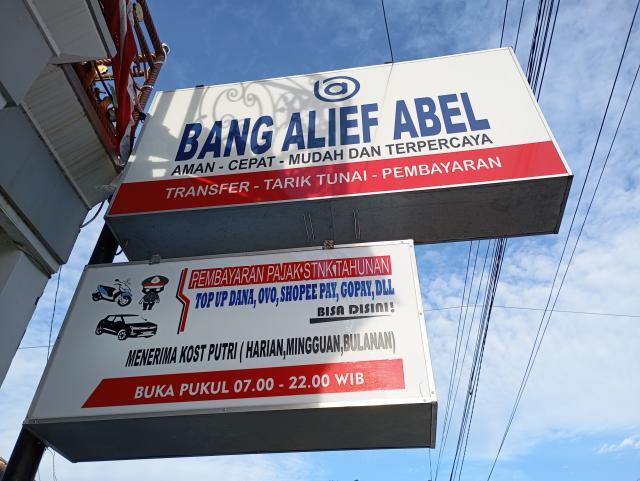 BANG ALIEF ABEL
AMAN - CEPAT - MUDAH DAN TERPERCAYA
TRANSFER - TARIK TUNAI - PEMBAYARAN
PEMBAYARAN PAJAK STNK TAHUNAN
TOP UP DANA, OVO, SHOPEE PAY, GOPAY, DLL
BISA DISINI!
MENERIMA KOST PUTRI ( HARIAN,MINGGUAN,BULANAN)
BUKA PUKUL 07.00 - 22.00 WIB